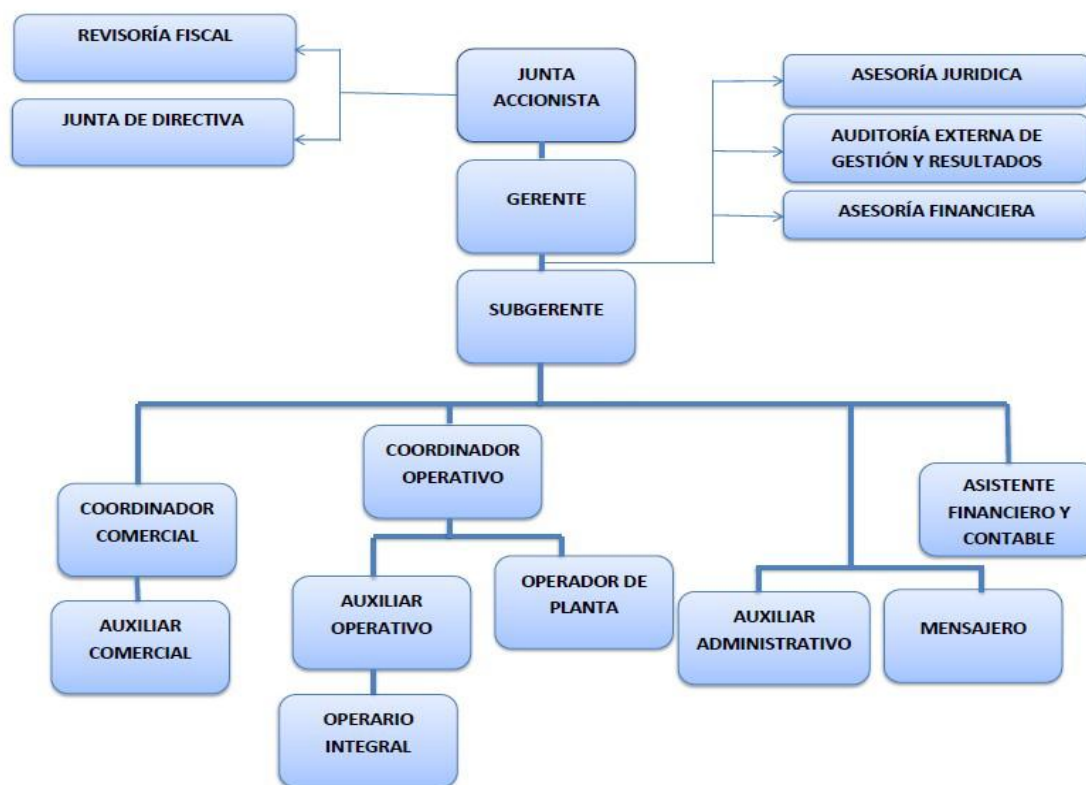 REVISORÍA FISCAL
JUNTA DE DIRECTIVA
JUNTA
ACCIONISTA
ASESORÍA JURIDICA
AUDITORÍA EXTERNA DE
GESTIÓN Y RESULTADOS
ASESORÍA FINANCIERA
GERENTE
SUBGERENTE
COORDINADOR
COMERCIAL
AUXILIAR
COMERCIAL
COORDINADOR
OPERATIVO
AUXILIAR
OPERATIVO
OPERARIO
INTEGRAL
OPERADOR DE
PLANTA
AUXILIAR
ADMINISTRATIVO
MENSAJERO
ASISTENTE
FINANCIERO Y
CONTABLE